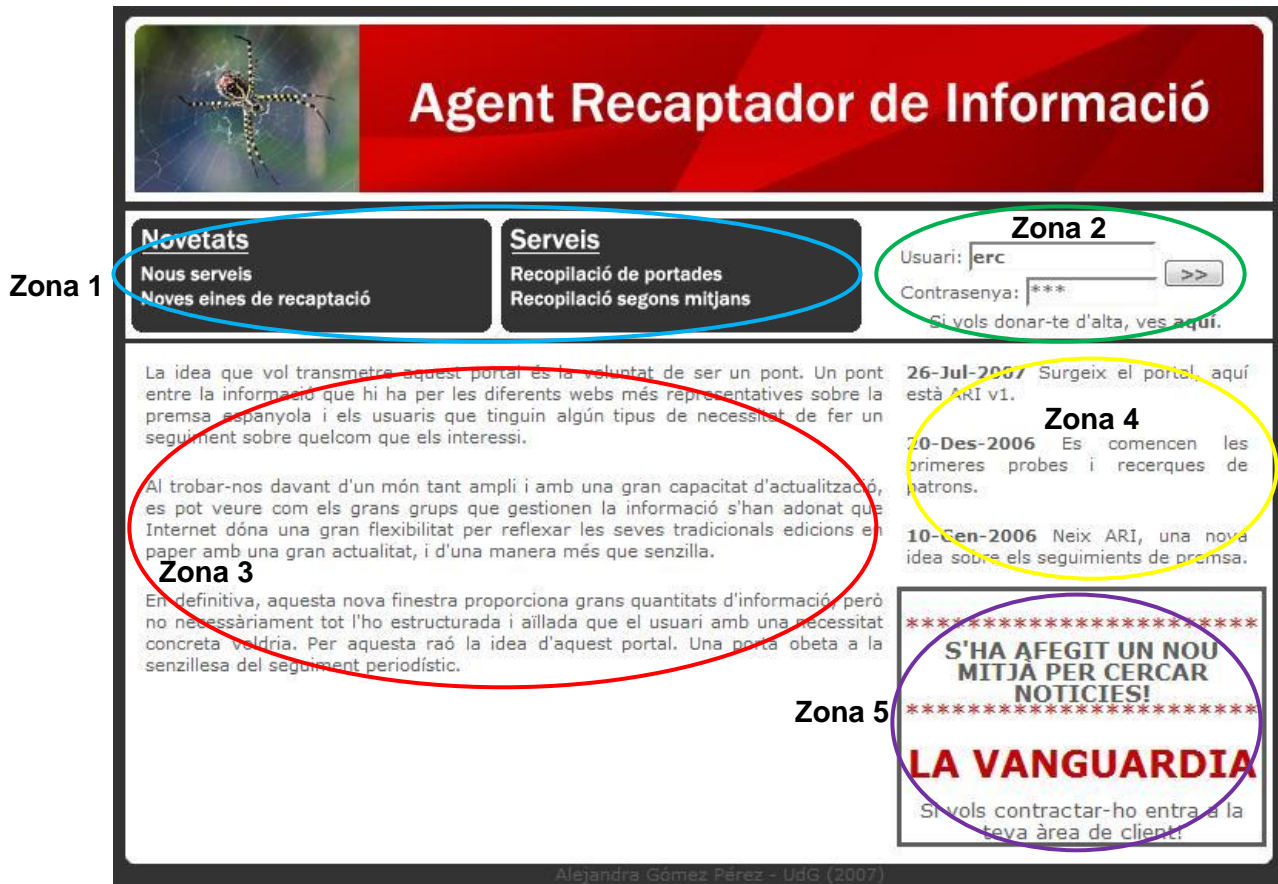 Agent Recaptador de Informació
Zona 1
Novetats
Nous serveis
Noves eines de recaptació
Serveis
Recopilació de portades
Recopilació segons mitjans
Zona 2
Usuari: erc
Contrasenya: ***
>>
Si vols donar-te d'alta, ves aquí.
La idea que vol transmetre aquest portal és la voluntat de ser un pont. Un pont
entre la informació que hi ha per les diferents webs més representatives sobre la
premsa espanyola i els usuaris que tinguin algún tipus de necessitat de fer un
seguiment sobre quelcom que els interessi.
Al trobar-nos davant d'un món tant ampli i amb una gran capacitat d'actualització,
es pot veure com els grans grups que gestionen la informació s'han adonat que
Internet dóna una gran flexibilitat per reflexar les seves tradicionals edicions en
paper amb una gran actualitat, i d'una manera més que senzilla.
Zona 3
En definitiva, aquesta nova finestra proporciona grans quantitats d'informació, però
no necessàriament tot l'ho estructurada i aïllada que el usuari amb una necessitat
concreta voldria. Per aquesta raó la idea d'aquest portal. Una porta obeta a la
senzillesa del seguiment periodístic.
26-Jul-2007 Surgeix el portal, aquí
està ARI v1.
Zona 4
20-Des-2006 Es comencen les
primeres probes i recerques de
patrons.
10-Gen-2006 Neix ARI, una nova
idea sobre els seguimients de premsa.
Zona 5
***********************
S'HA AFEGIT UN NOU
MITJÀ PER CERCAR
NOTICIES!
***********************
LA VANGUARDIA
Si vols contractar-ho entra a la
teva àrea de client!
Alejandra Gómez Pérez - UdG (2007)